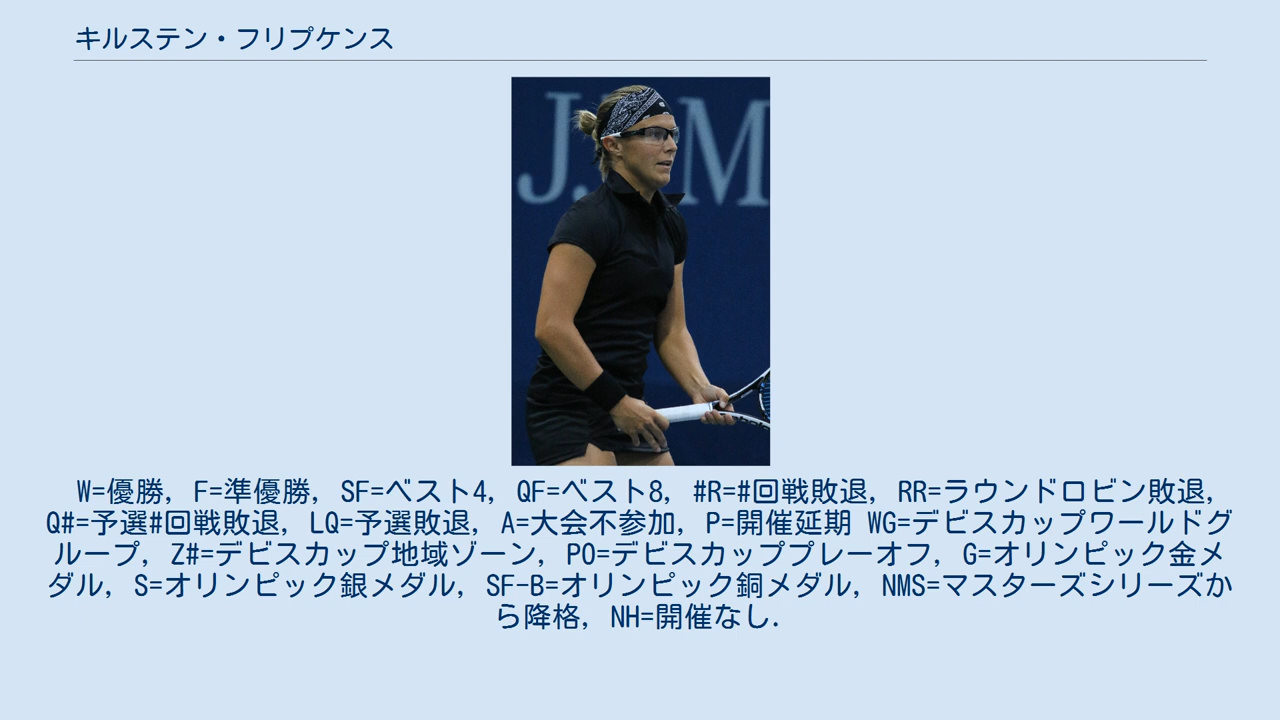 キルステン・フリプケンス
J. M
W=優勝, F=準優勝, SF=ベスト4, QF=ベスト8, #R=#回戦敗退, RR=ラウンドロビン敗退,
Q#=予選#回戦敗退, LQ=予選敗退, A=大会不参加, P=開催延期 WG=デビスカップワールドグ
ループ, Z#=デビスカップ地域ゾーン, PO=デビスカッププレーオフ, G=オリンピック金メ
ダル, S=オリンピック銀メダル, SF-B=オリンピック銅メダル, NMS=マスターズシリーズか
ら降格, NH=開催なし.